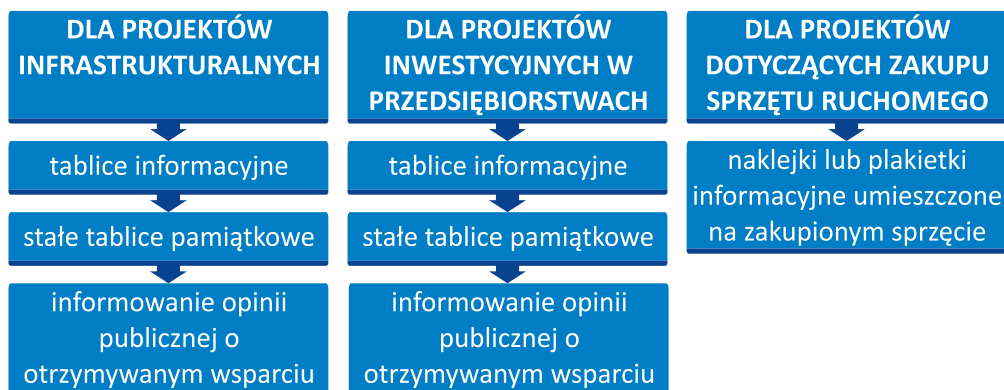 DLA PROJEKTÓW
INFRASTRUKTURALNYCH
tablice informacyjne
stałe tablice pamiątkowe
informowanie opinii
publicznej o
otrzymywanym wsparciu
DLA PROJEKTÓW
INWESTYCYJNYCH W
PRZEDSIĘBIORSTWACH
tablice informacyjne
stałe tablice pamiątkowe
informowanie opinii
publicznej o
otrzymywanym wsparciu
DLA PROJEKTÓW
DOTYCZĄCYCH ZAKUPU
SPRZĘTU RUCHOMEGO
naklejki lub plakietki
informacyjne umieszczone
na zakupionym sprzęcie